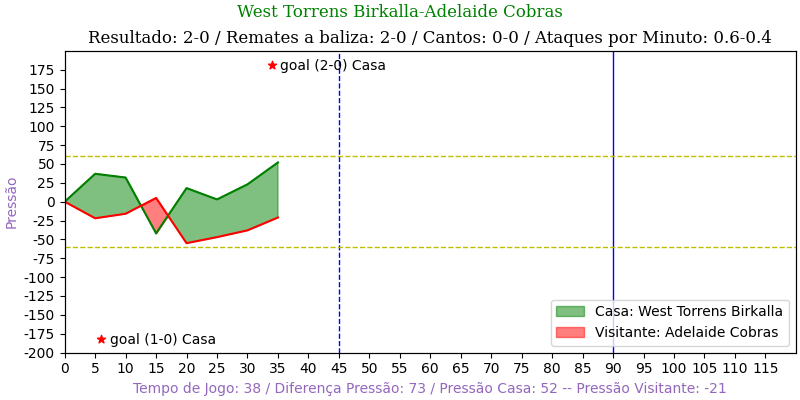 West Torrens Birkalla-Adelaide Cobras
Resultado: 2-0 / Remates a baliza: 2-0 / Cantos: 0-0 / Ataques por Minuto: 0.6-0.4
Pressão
175
150
125
100
75
50
25
0
-25
-50
-75
-100
-125
-150
-175
-200
goal (2-0) Casa
goal (1-0) Casa
Casa: West Torrens Birkalla
Visitante: Adelaide Cobras
0 5 10 15 20 25 30 35 40 45 50 55 60 65 70 75 80 85 90 95 100 105 110 115
Tempo de Jogo: 38 / Diferença Pressão: 73 / Pressão Casa: 52 -- Pressão Visitante: -21